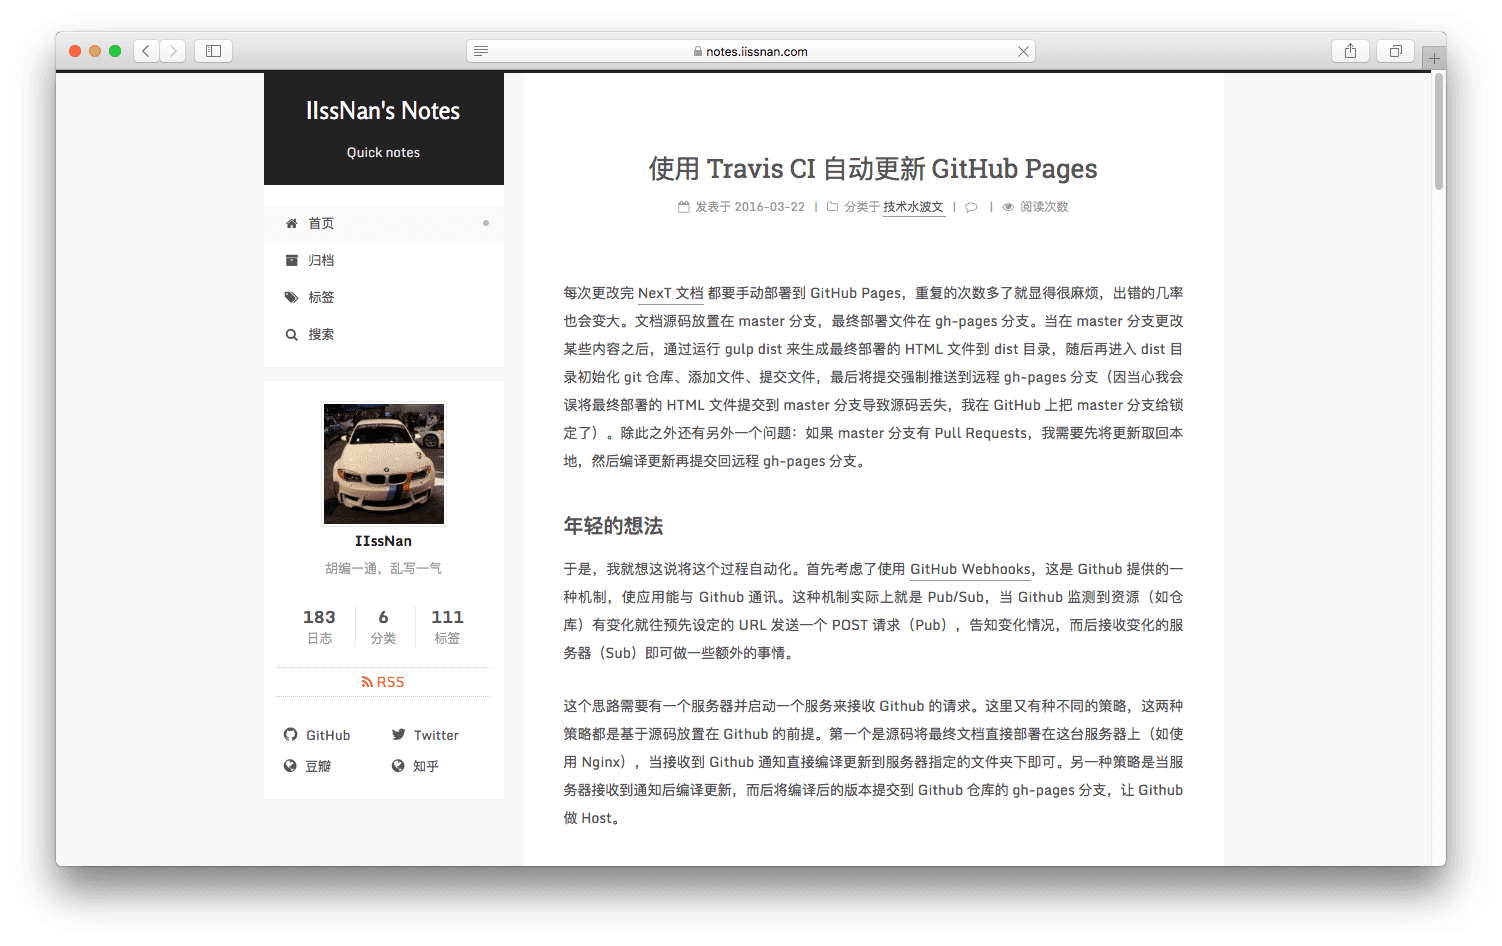 notes.iissnan.com
IIssNan's Notes
Quick notes
首页
归档
标签
搜索
IIssNan
胡编一通，乱写一气
183 6 111
日志 分类 标签
RSS
GitHub Twitter
豆瓣 知乎
使用 Travis CI 自动更新 GitHub Pages
发表于 2016-03-22 | 分类于 技术水波文 | | 阅读次数
每次更改完 NexT 文档 都要手动部署到 GitHub Pages，重复的次数多了就显得很麻烦，出错的几率
也会变大。文档源码放置在 master 分支，最终部署文件在 gh-pages 分支。当在 master 分支更改
某些内容之后，通过运行 gulp dist 来生成最终部署的 HTML 文件到 dist 目录，随后再进入 dist 目
录初始化 git 仓库、添加文件、提交文件，最后将提交强制推送到远程 gh-pages 分支（因当心我会
误将最终部署的 HTML 文件提交到 master 分支导致源码丢失，我在 GitHub 上把 master 分支给锁
定了）。除此之外还有另外一个问题：如果 master 分支有 Pull Requests，我需要先将更新取回本
地，然后编译更新再提交回远程 gh-pages 分支。
年轻的想法
于是，我就想这说将这个过程自动化。首先考虑了使用 GitHub Webhooks，这是 Github 提供的一
种机制，使应用能与 Github 通讯。这种机制实际上就是 Pub/Sub，当 Github 监测到资源（如仓
库）有变化就往预先设定的 URL 发送一个 POST 请求（Pub），告知变化情况，而后接收变化的服
务器（Sub）即可做一些额外的事情。
这个思路需要有一个服务器并启动一个服务来接收 Github 的请求。这里又有种不同的策略，这两种
策略都是基于源码放置在 Github 的前提。第一个是源码将最终文档直接部署在这台服务器上（如使
用 Nginx），当接收到 Github 通知直接编译更新到服务器指定的文件夹下即可。另一种策略是当服
务器接收到通知后编译更新，而后将编译后的版本提交到 Github 仓库的 gh-pages 分支，让 Github
做 Host。